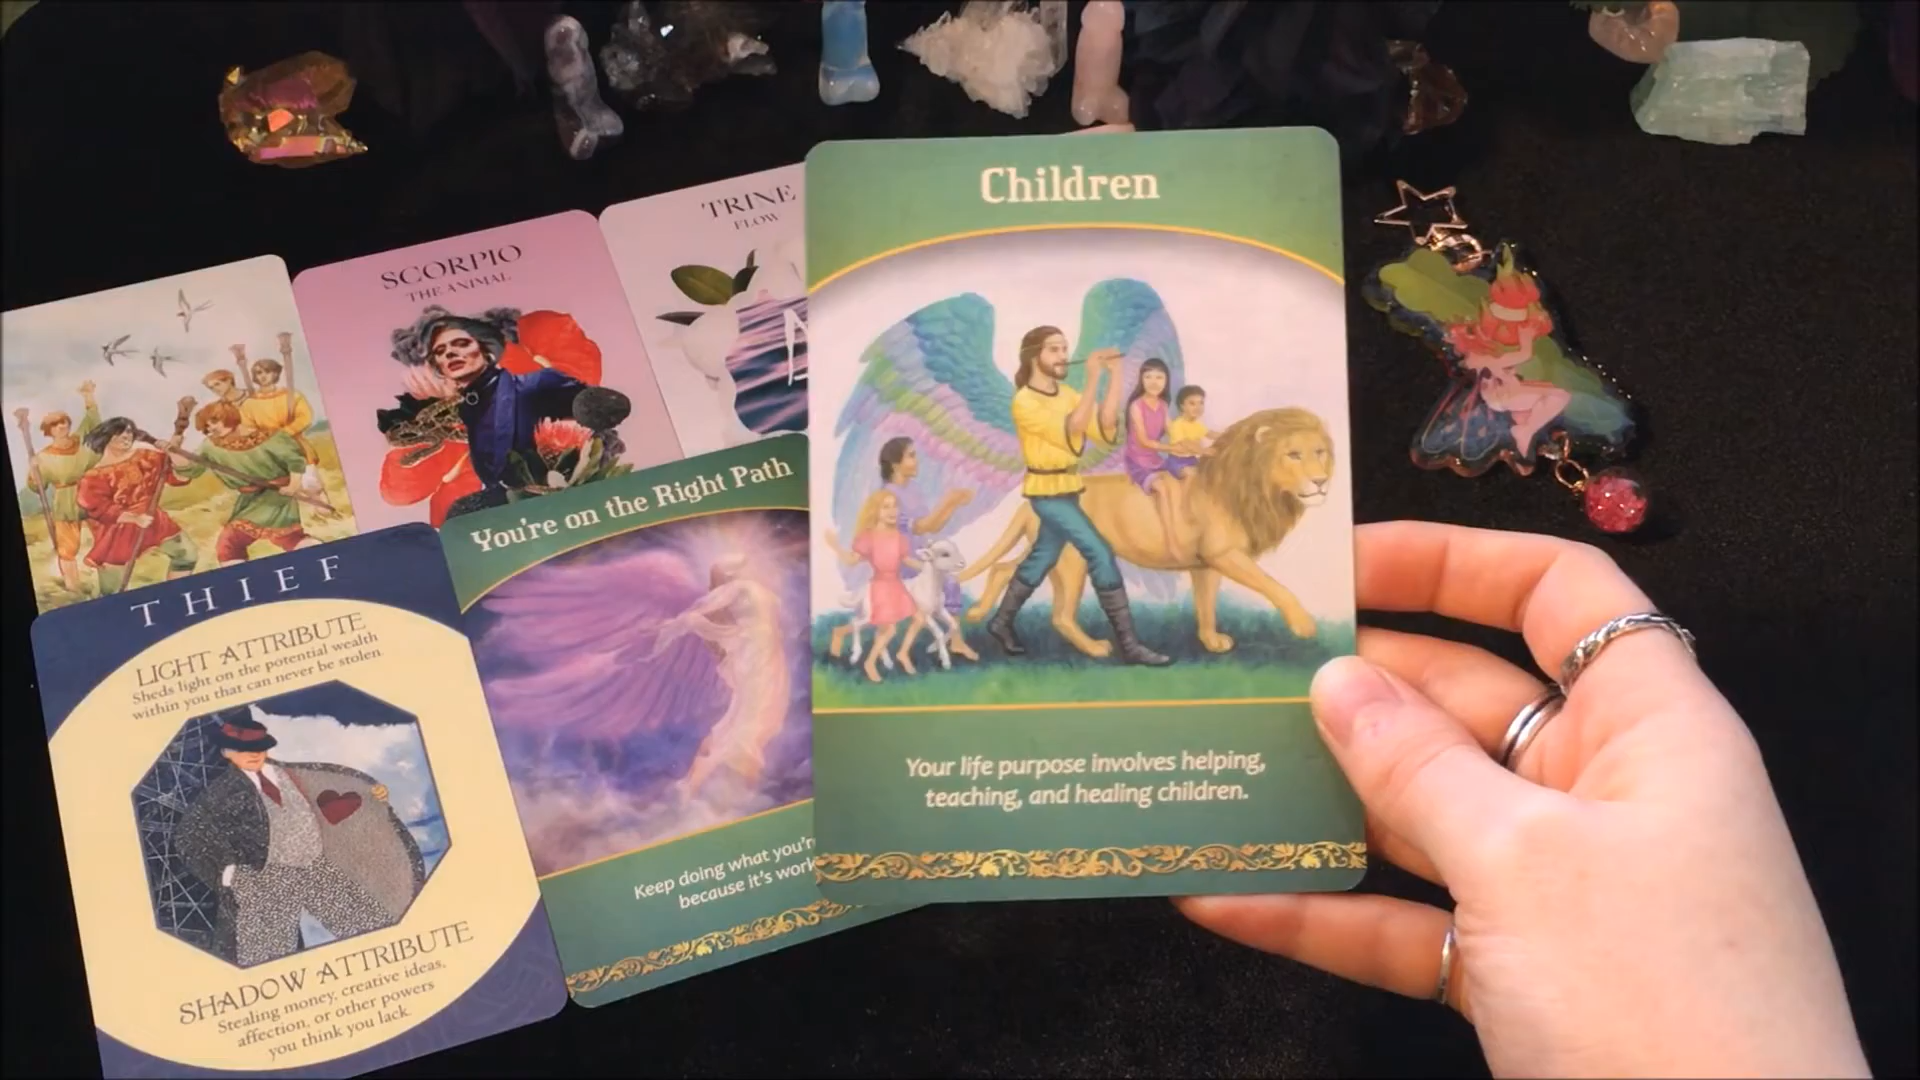 SCORPIO
THE ANIMAL
TRINE
FLOW
Children
Your life purpose involves helping,
teaching, and healing children.
THIEF
LIGHT ATTRIBUTE
Sheds light on the potential wealth
within you that can never be stolen.
SHADOW ATTRIBUTE
Stealing money, creative ideas,
affection, or other powers
you think you lack.
You're on the Right Path
Keep doing what
because it's